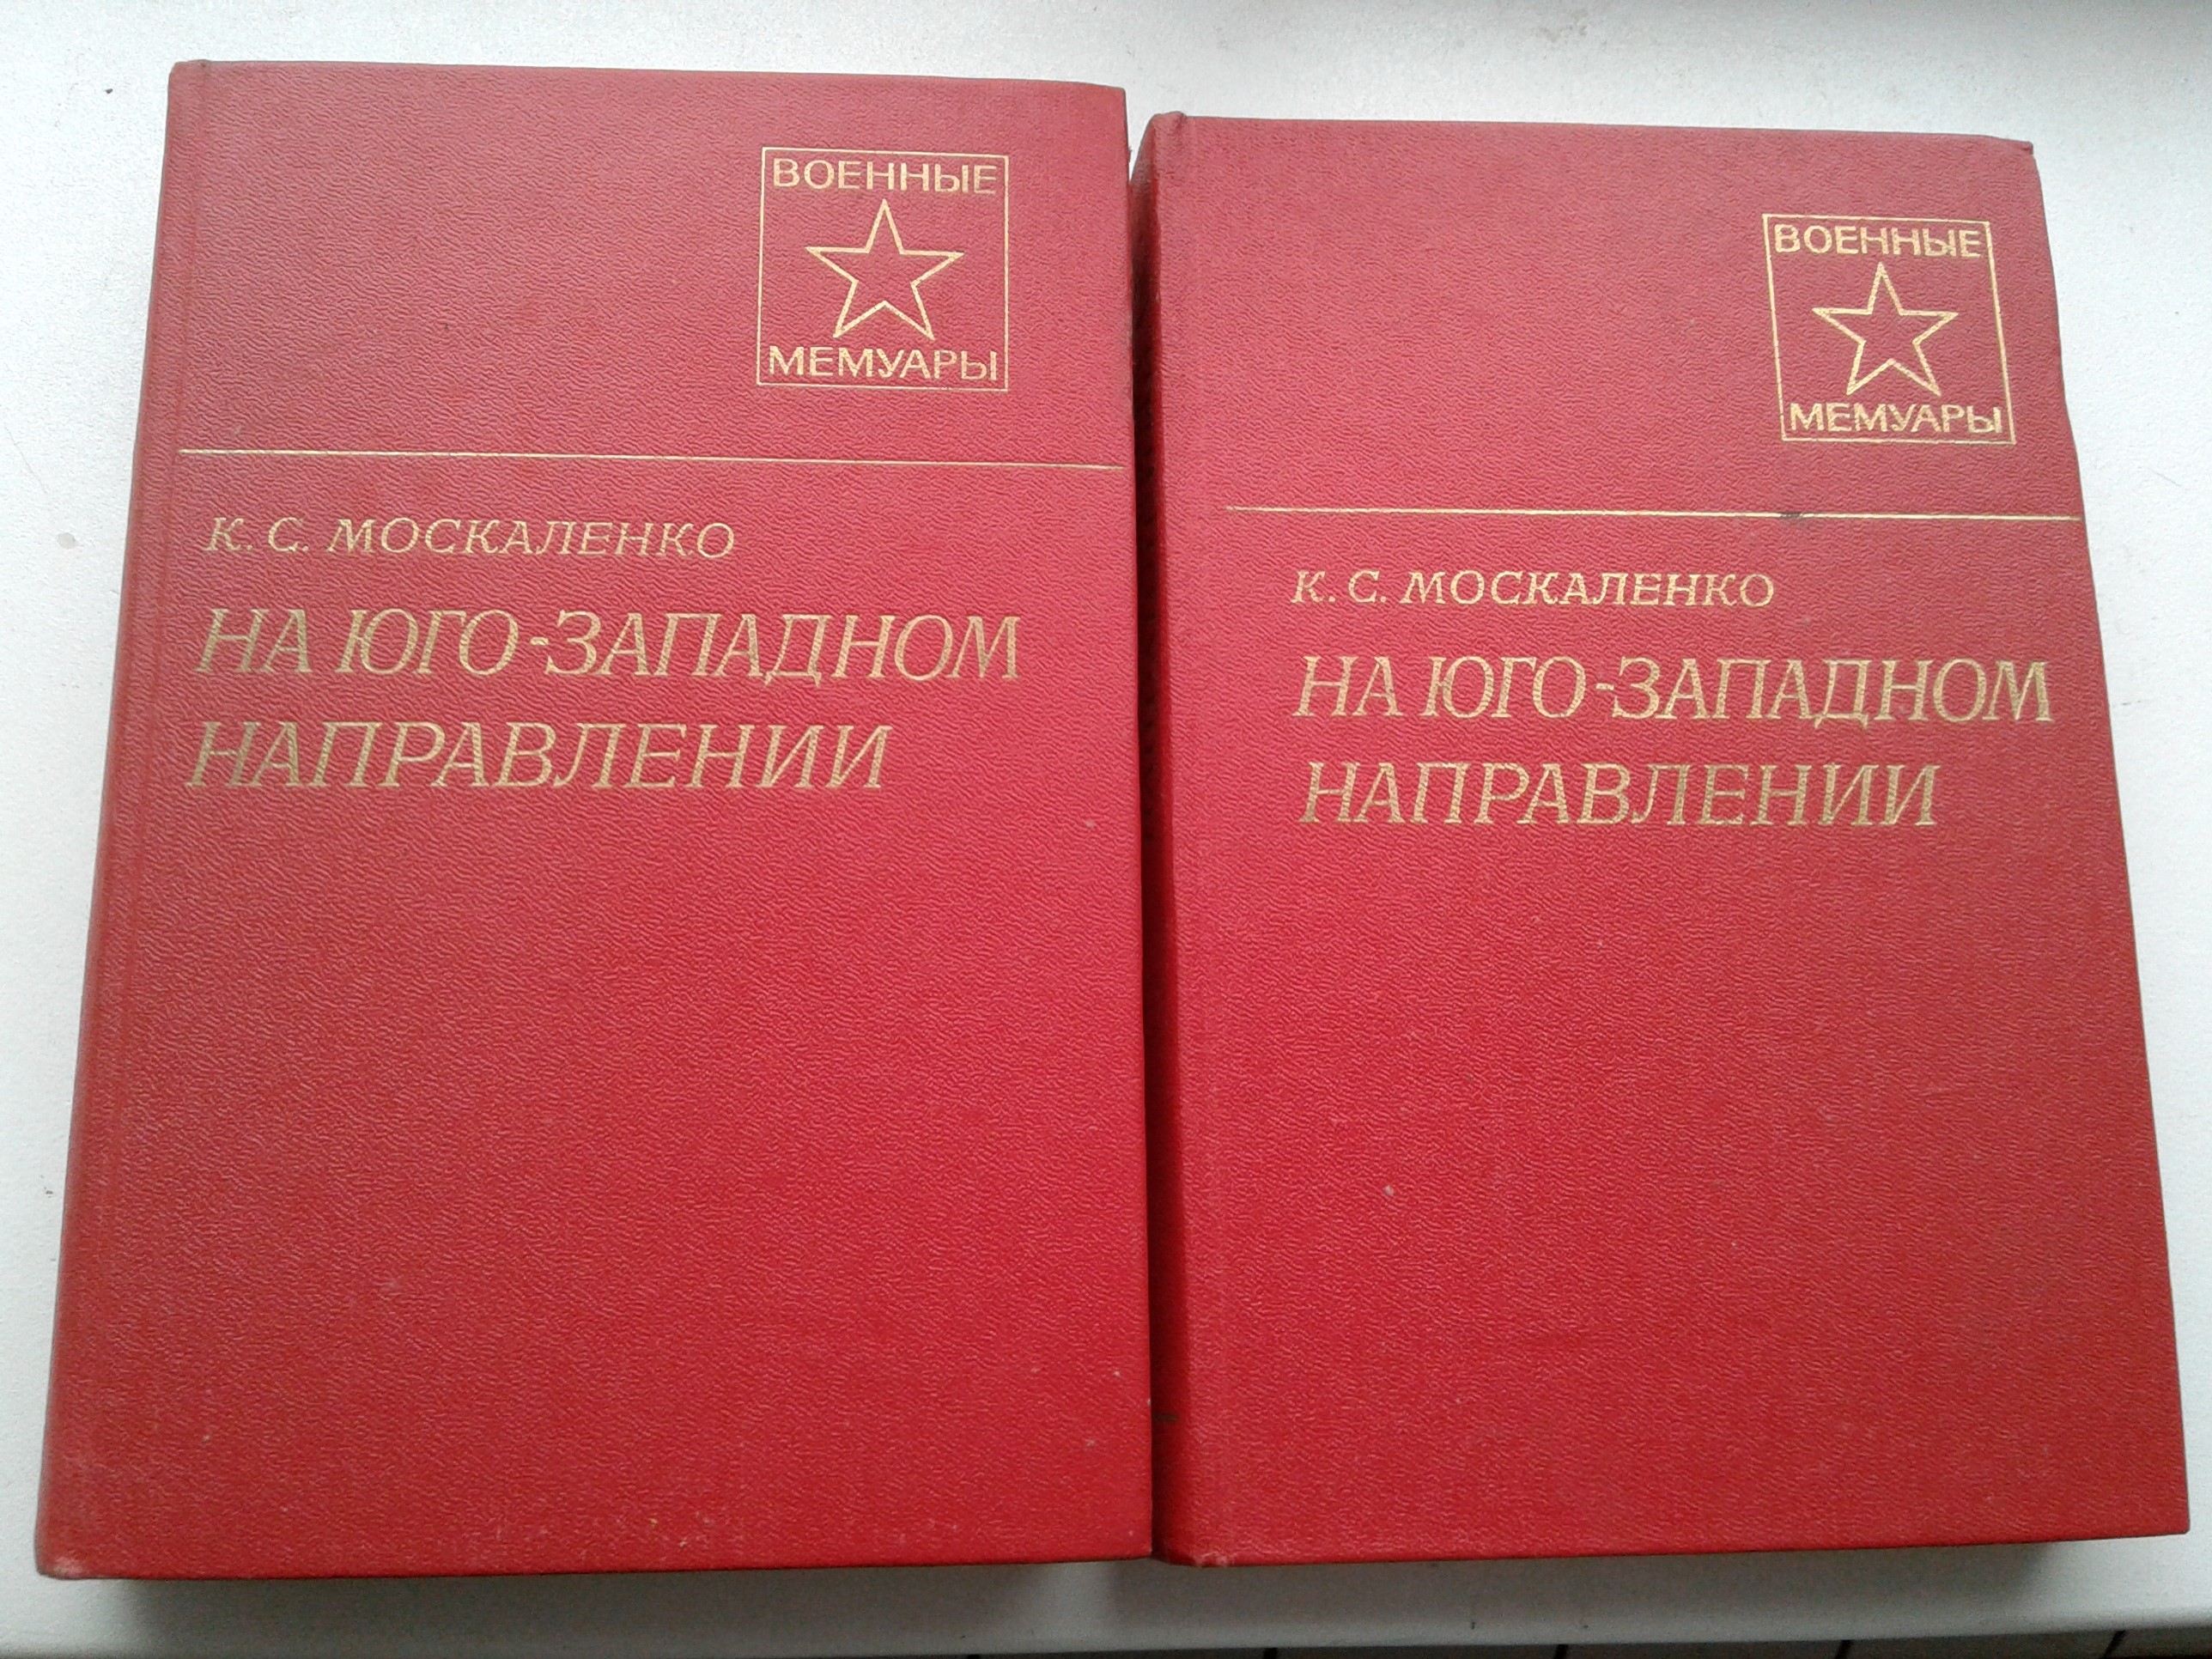 ВОЕННЫЕ
МЕМУАРЫ
К. С. МОСКАЛЕНКО
НА ЮГО-ЗАПАДНОМ
НАПРАВЛЕНИИ
ВОЕННЫЕ
МЕМУАРЫ
К. С. МОСКАЛЕНКО
НА ЮГО-ЗАПАДНОМ
НАПРАВЛЕНИИ